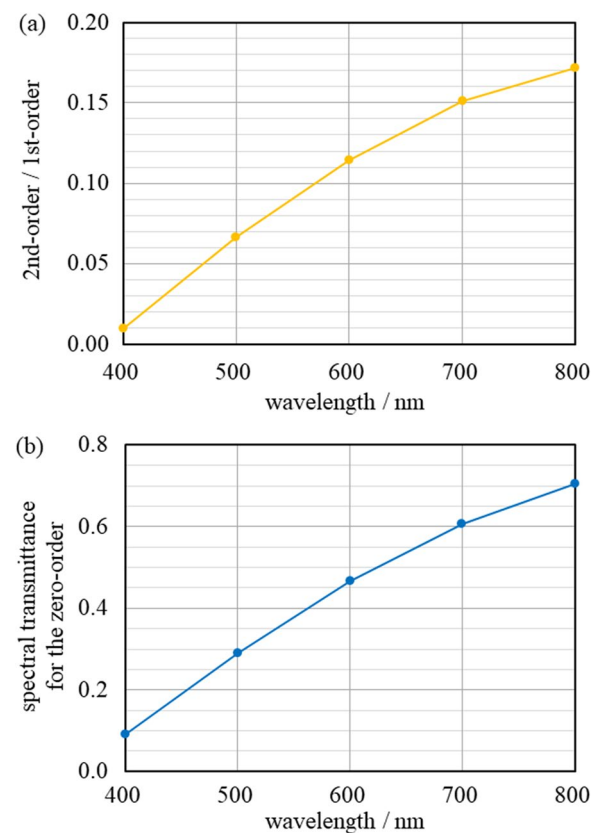 (a)
0.20
0.15
0.10
0.05
0.00
2nd-order / 1st-order
400 500 600 700 800
wavelength / nm
(b)
0.8
0.6
0.4
0.2
0.0
spectral transmittance
for the zero-order
400 500 600 700 800
wavelength / nm